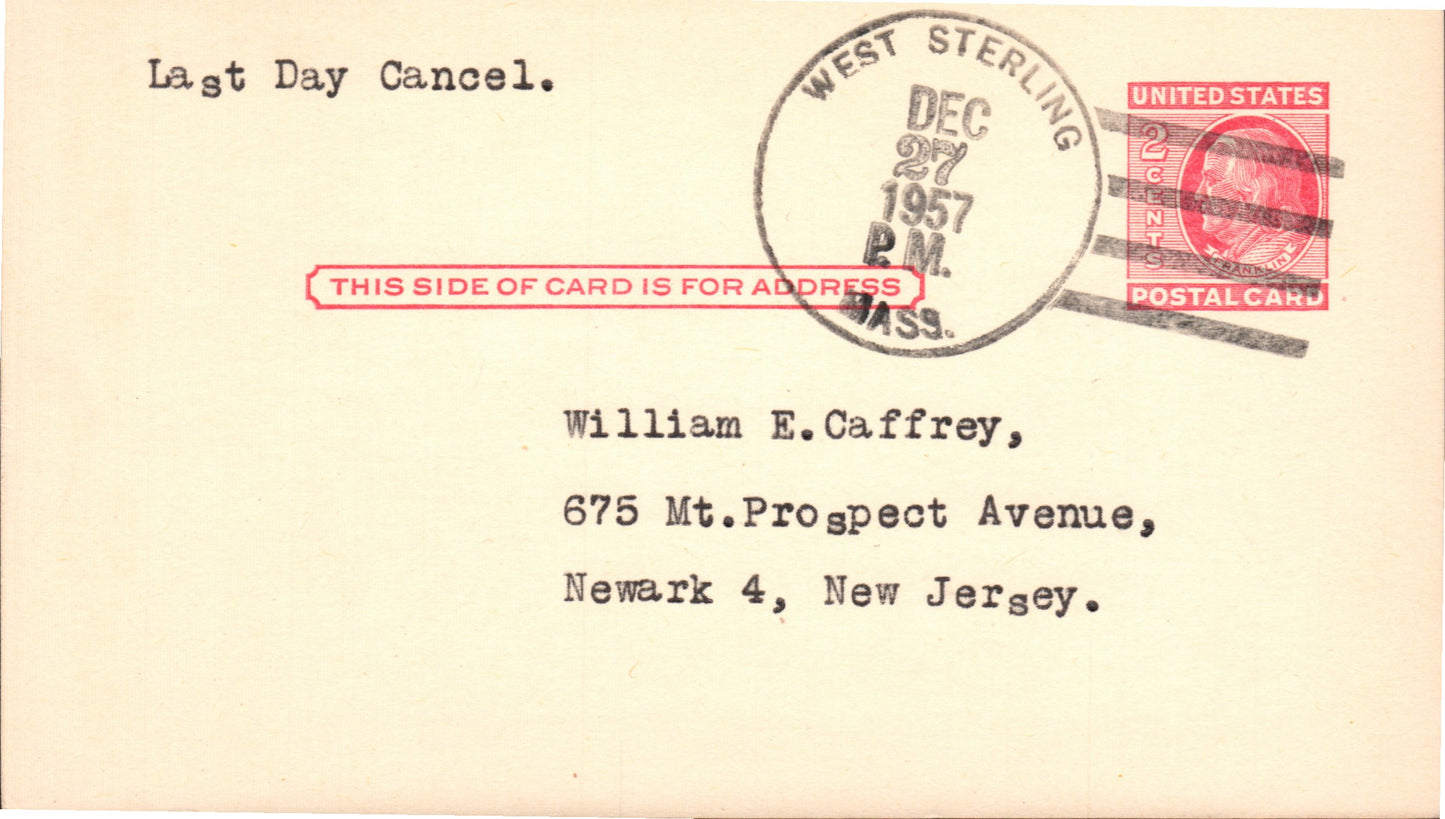 Last Day Cancel.
WEST STERLING
DEC
27
1957
P.M.
MASS.
UNITED STATES
2 CENTS
FRANKLIN
POSTAL CARD
THIS SIDE OF CARD IS FOR ADDRESS
William E.Caffrey,
675 Mt.Prospect Avenue,
Newark 4, New Jersey.